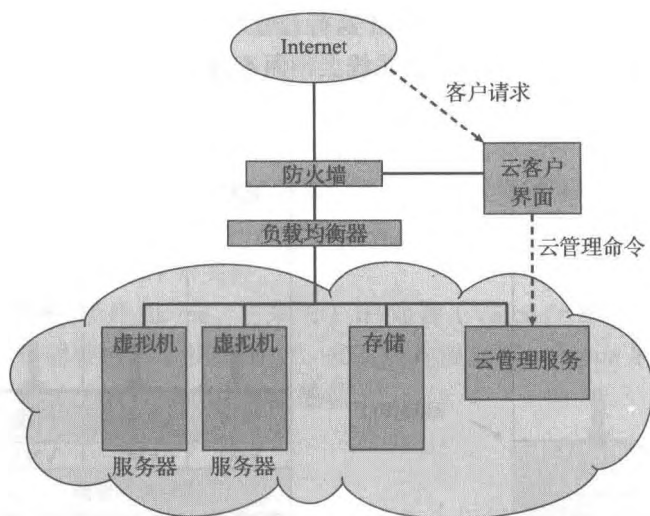 Internet
客户请求
防火墙
云客户
界面
负载均衡器
云管理命令
虚拟机
虚拟机
存储
云管理服务
服务器
服务器